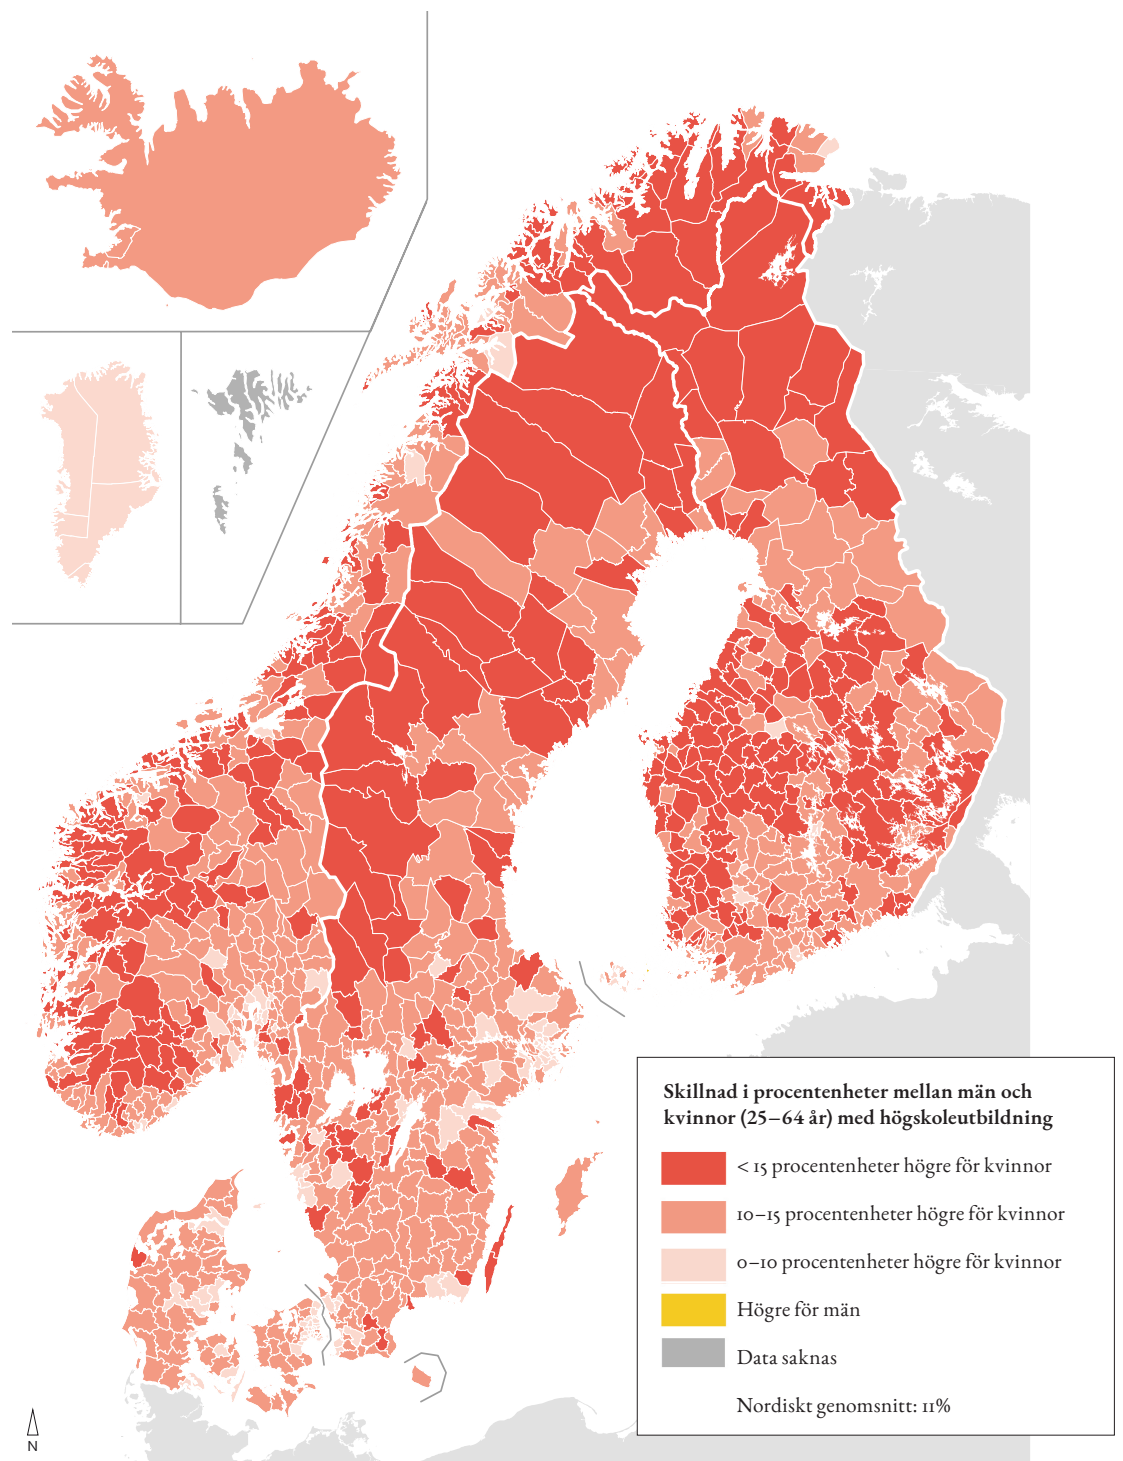 Skillnad i procentenheter mellan män och
kvinnor (25–64 år) med högskoleutbildning
< 15 procentenheter högre för kvinnor
10–15 procentenheter högre för kvinnor
0–10 procentenheter högre för kvinnor
Högre för män
Data saknas
Nordiskt genomsnitt: 11%
N